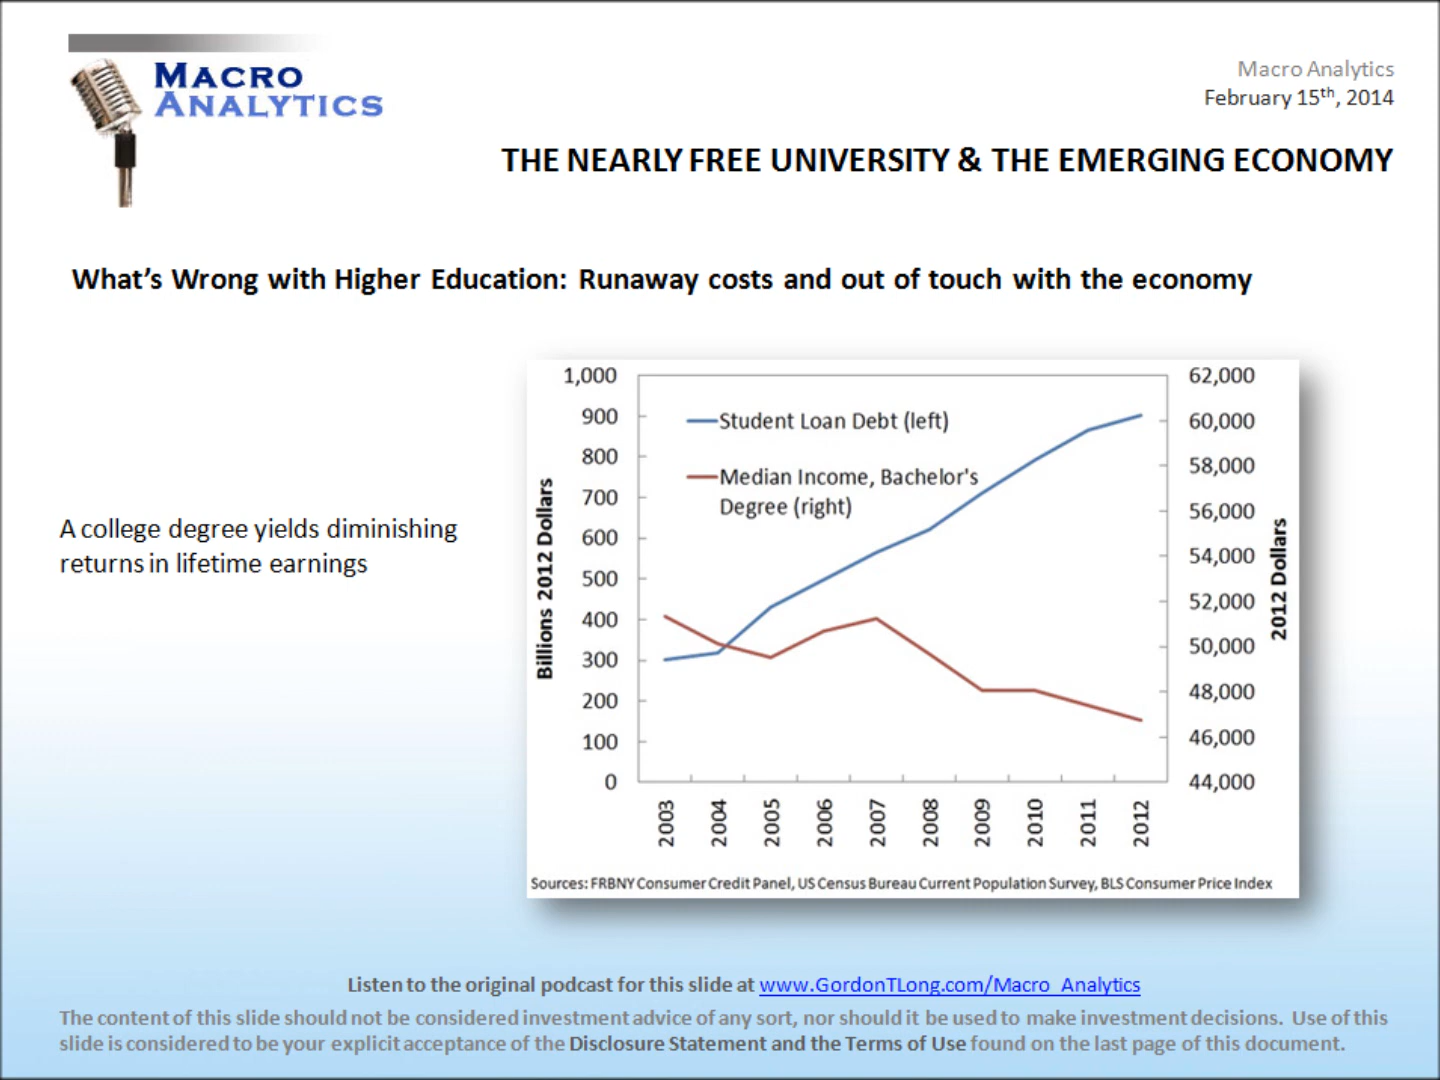 MACRO
ANALYTICS
Macro Analytics
February 15th, 2014
THE NEARLY FREE UNIVERSITY & THE EMERGING ECONOMY
What's Wrong with Higher Education: Runaway costs and out of touch with the economy
A college degree yields diminishing
returns in lifetime earnings
1,000
900
800
700
600
500
400
300
200
100
0
Billions 2012 Dollars
Student Loan Debt (left)
Median Income, Bachelor's
Degree (right)
62,000
60,000
58,000
56,000
54,000
52,000
50,000
48,000
46,000
44,000
2012 Dollars
2003
2004
2005
2006
2007
2008
2009
2010
2011
2012
Sources: FRBNY Consumer Credit Panel, US Census Bureau Current Population Survey, BLS Consumer Price Index
Listen to the original podcast for this slide at www.GordonTLong.com/Macro_Analytics
The content of this slide should not be considered investment advice of any sort, nor should it be used to make investment decisions. Use of this
slide is considered to be your explicit acceptance of the Disclosure Statement and the Terms of Use found on the last page of this document.